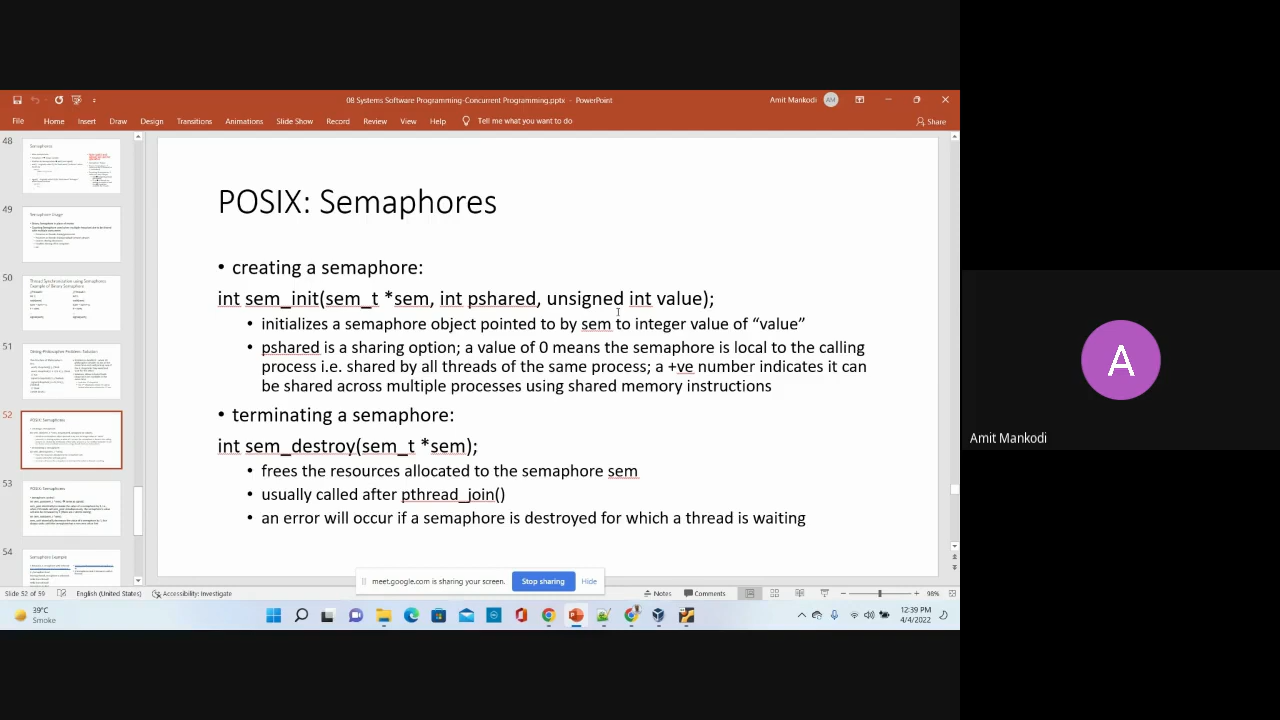 08 Systems Software Programming-Concurrent Programming.pptx - PowerPoint
Amit Mankodi
AM
File Home Insert Draw Design Transitions Animations Slide Show Record Review View Help Tell me what you want to do
Share
48
49
50
51
52
53
54
POSIX: Semaphores
• creating a semaphore:
int sem_init(sem_t *sem, int pshared, unsigned int value);
• initializes a semaphore object pointed to by sem to integer value of “value”
• pshared is a sharing option; a value of 0 means the semaphore is local to the calling
process i.e. shared by all threads of the same process, a +ve number indicates it can
be shared across multiple processes using shared memory instructions
• terminating a semaphore:
int sem_destroy(sem_t *sem);
• frees the resources allocated to the semaphore sem
• usually called after pthread_join()
• an error will occur if a semaphore is destroyed for which a thread is waiting
meet.google.com is sharing your screen.
Stop sharing
Hide
Slide 52 of 59
English (United States)
Accessibility: Investigate
Notes
Comments
98%
39°C
Smoke
12:39 PM
4/4/2022
A
Amit Mankodi